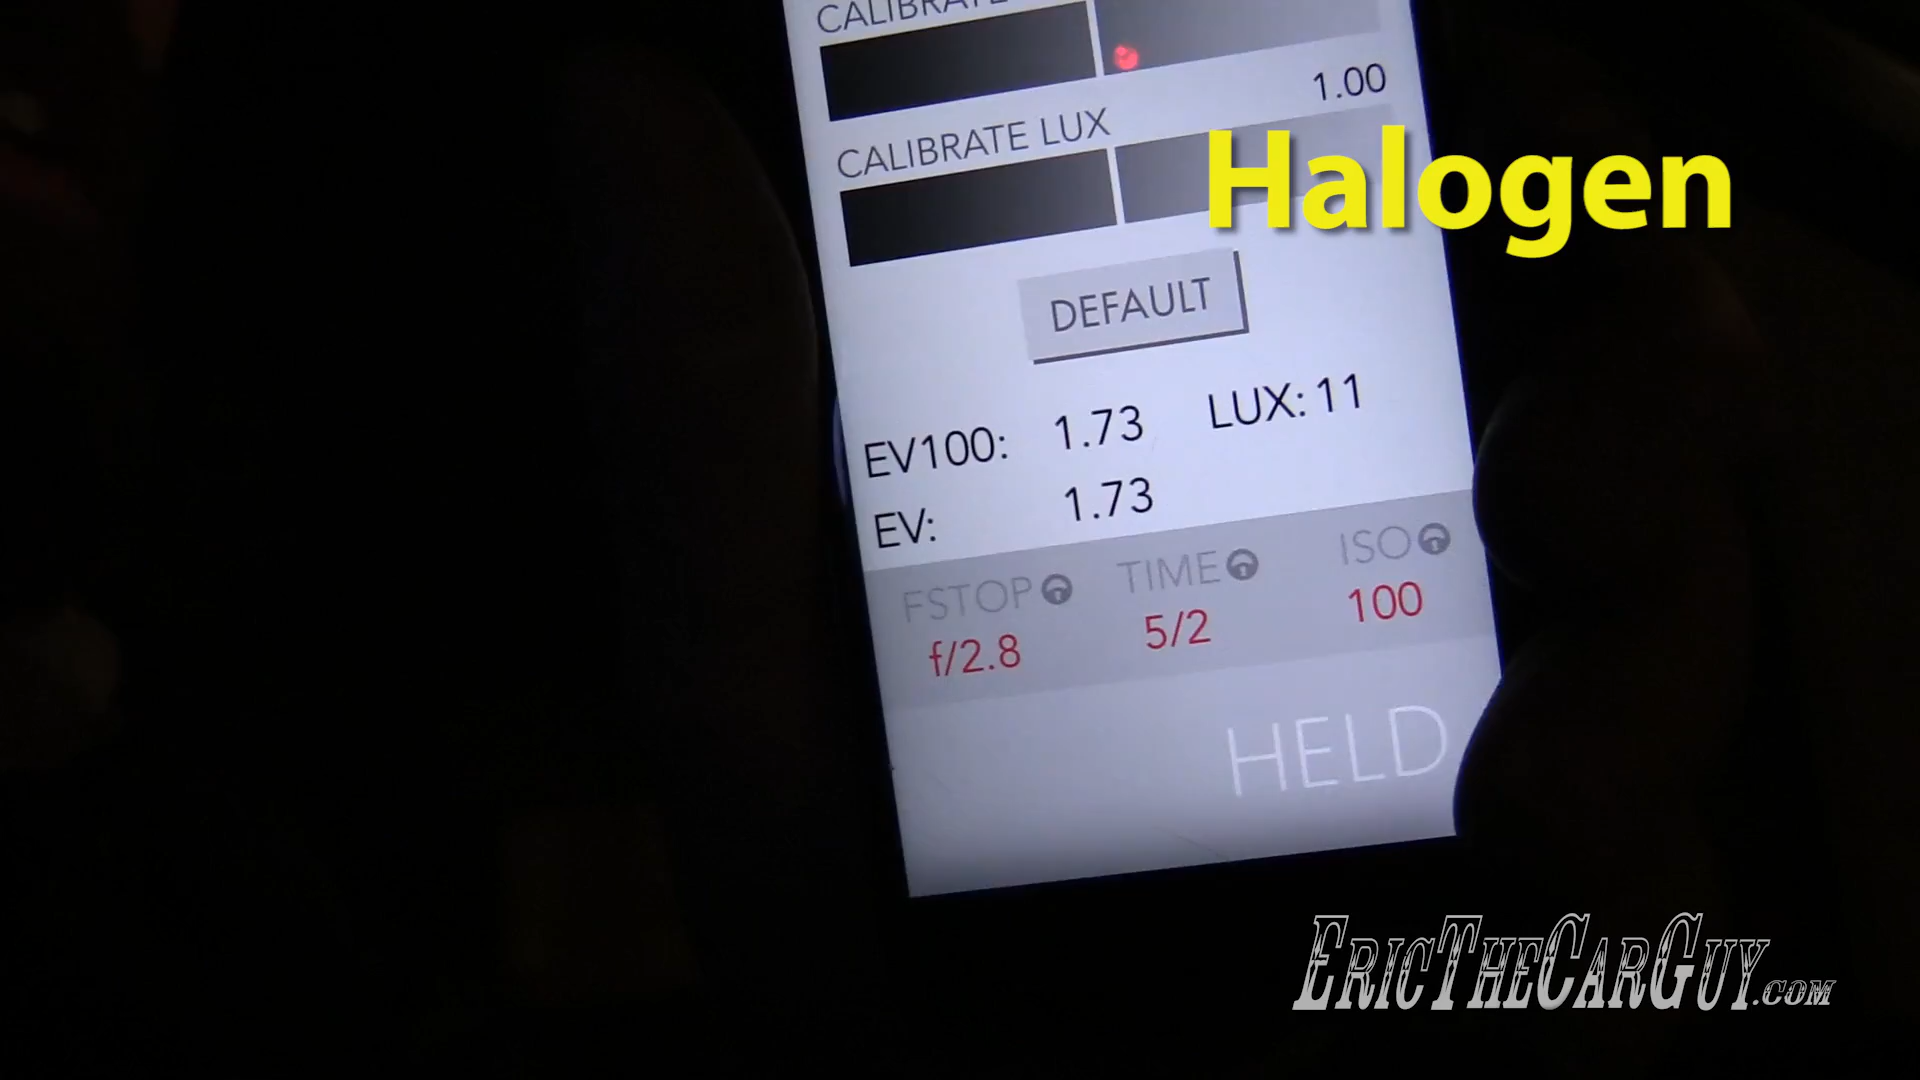 CALIBRATE
1.00
CALIBRATE LUX
Halogen
DEFAULT
EV100: 1.73 LUX: 11
EV: 1.73
FSTOP TIME ISO
f/2.8 5/2 100
HELD
ERICTHECARGUY.COM